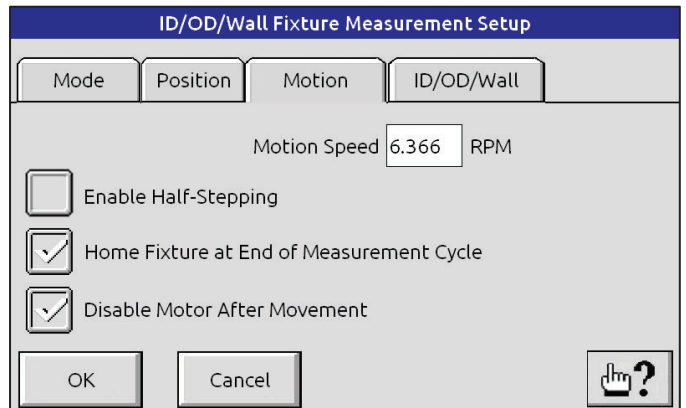 ID/OD/Wall Fixture Measurement Setup
Mode Position Motion ID/OD/Wall
Motion Speed 6.366 RPM
Enable Half-Stepping
Home Fixture at End of Measurement Cycle
Disable Motor After Movement
OK Cancel ?